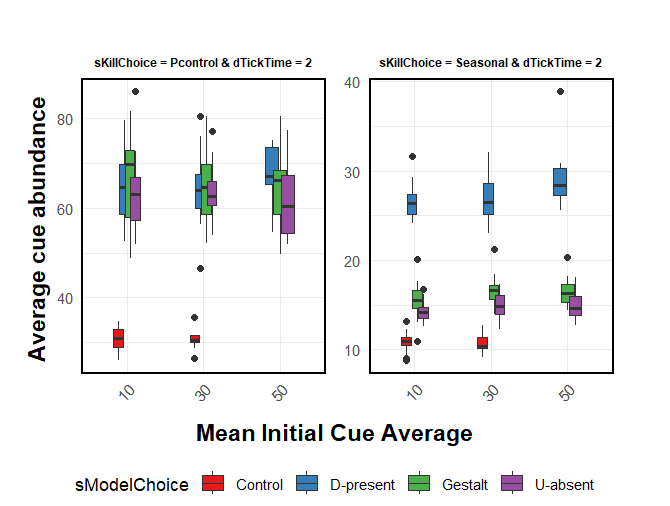 sKillChoice = Pcontrol & dTickTime = 2
sKillChoice = Seasonal & dTickTime = 2
Average cue abundance
80
60
40
40
30
20
10
10
30
50
10
30
50
Mean Initial Cue Average
sModelChoice
Control
D-present
Gestalt
U-absent